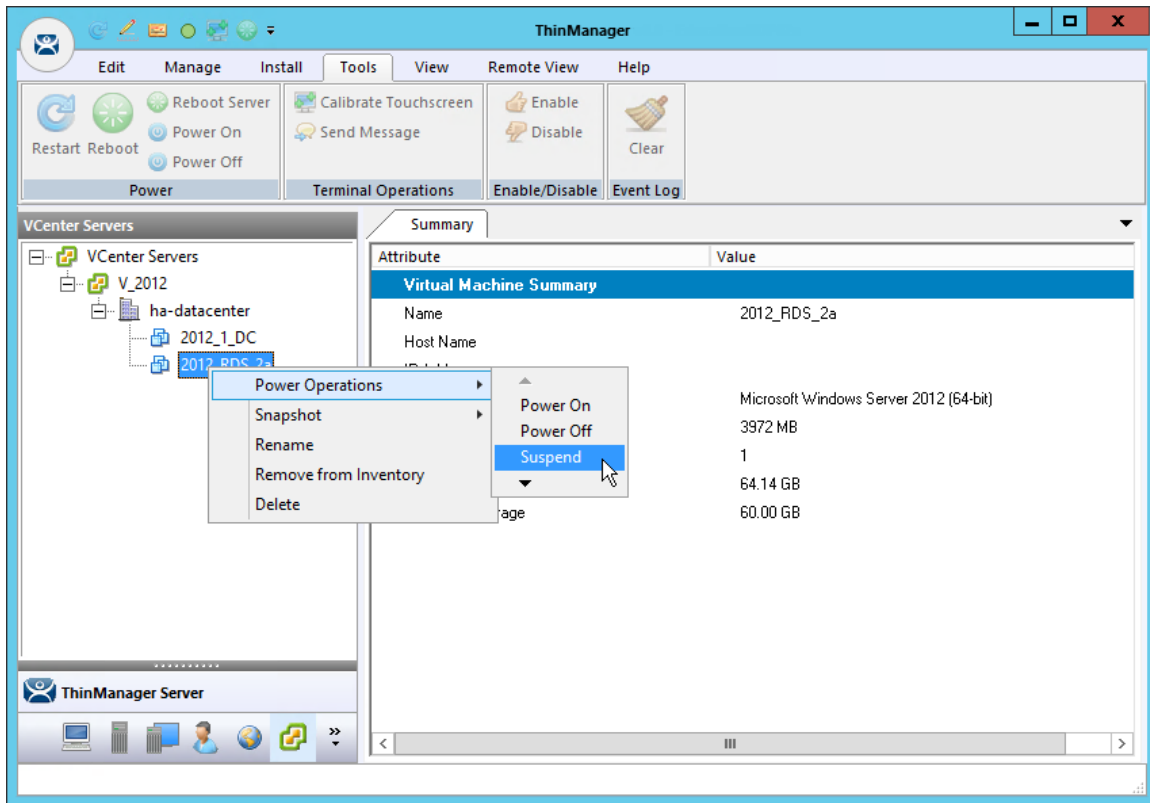 ThinManager
Edit Manage Install Tools View Remote View Help
Restart Reboot
Reboot Server
Power On
Power Off
Power
Calibrate Touchscreen
Send Message
Terminal Operations
Enable
Disable
Enable/Disable
Clear
Event Log
VCenter Servers
VCenter Servers
V_2012
ha-datacenter
2012_1_DC
2012_RDS_2a
Power Operations
Snapshot
Rename
Remove from Inventory
Delete
Power On
Power Off
Suspend
Summary
Attribute Value
Virtual Machine Summary
Name 2012_RDS_2a
Host Name
Microsoft Windows Server 2012 (64-bit)
3972 MB
1
64.14 GB
60.00 GB
ThinManager Server